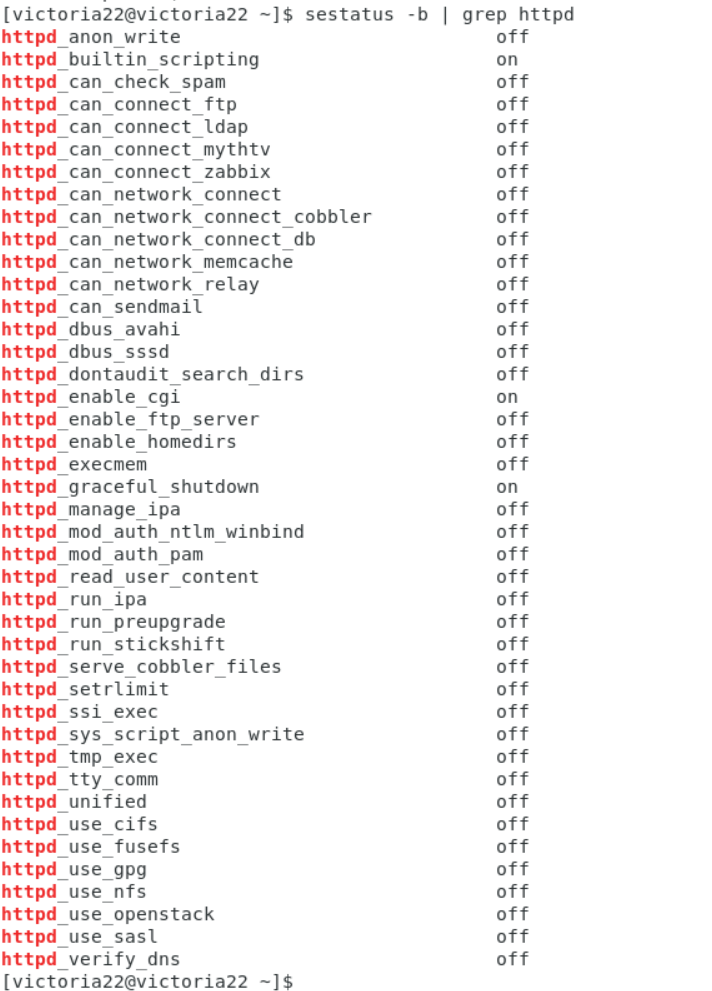 [victoria22@victoria22 ~]$ sestatus -b | grep httpd
httpd_anon_write                            off
httpd_builtin_scripting                     on
httpd_can_check_spam                        off
httpd_can_connect_ftp                       off
httpd_can_connect_ldap                      off
httpd_can_connect_mythtv                    off
httpd_can_connect_zabbix                    off
httpd_can_network_connect                   off
httpd_can_network_connect_cobbler           off
httpd_can_network_connect_db                off
httpd_can_network_memcache                  off
httpd_can_network_relay                     off
httpd_can_sendmail                          off
httpd_dbus_avahi                            off
httpd_dbus_sssd                             off
httpd_dontaudit_search_dirs                 off
httpd_enable_cgi                            on
httpd_enable_ftp_server                     off
httpd_enable_homedirs                       off
httpd_execmem                               off
httpd_graceful_shutdown                     on
httpd_manage_ipa                            off
httpd_mod_auth_ntlm_winbind                 off
httpd_mod_auth_pam                          off
httpd_read_user_content                     off
httpd_run_ipa                               off
httpd_run_preupgrade                        off
httpd_run_stickshift                        off
httpd_serve_cobbler_files                   off
httpd_setrlimit                             off
httpd_ssi_exec                              off
httpd_sys_script_anon_write                 off
httpd_tmp_exec                              off
httpd_tty_comm                              off
httpd_unified                               off
httpd_use_cifs                              off
httpd_use_fusefs                            off
httpd_use_gpg                               off
httpd_use_nfs                               off
httpd_use_openstack                         off
httpd_use_sasl                              off
httpd_verify_dns                            off
[victoria22@victoria22 ~]$